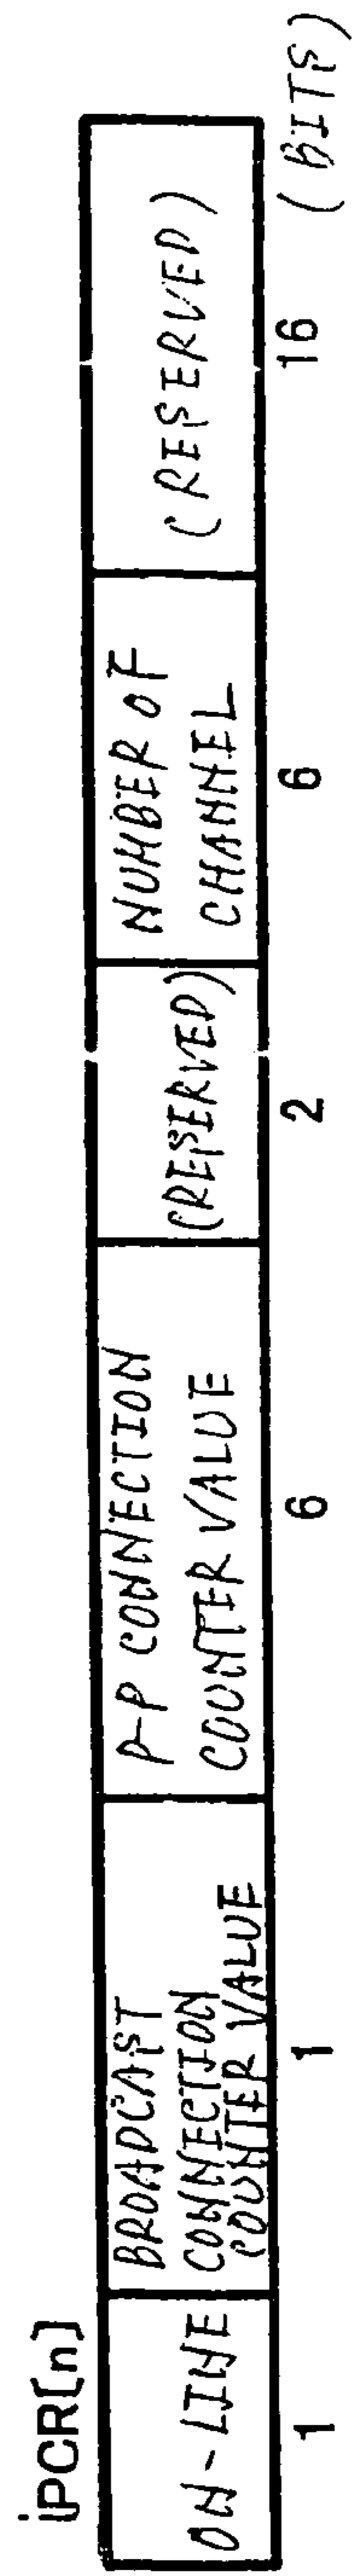 iPCR[n]
ON-LINE
BROADCAST
CONNECTION
COUNTER VALUE
P-P CONNECTION
COUNTER VALUE
(RESERVED)
NUMBER OF
CHANNEL
(RESERVED)
1
1
6
2
6
16
(BITS)